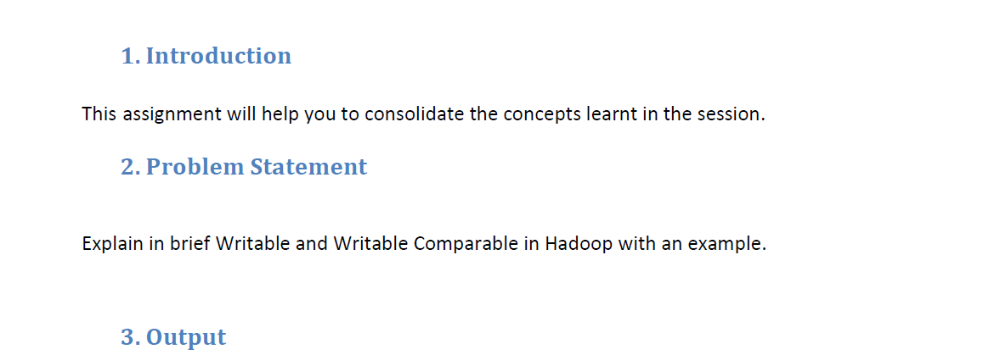 1. Introduction
This assignment will help you to consolidate the concepts learnt in the session.
2. Problem Statement
Explain in brief Writable and Writable Comparable in Hadoop with an example.
3. Output